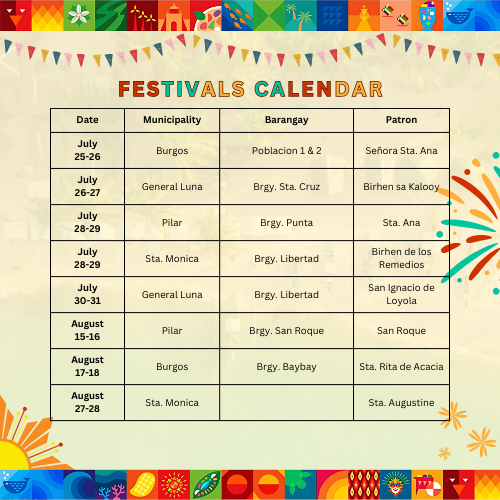 FESTIVALS CALENDAR
Date Municipality Barangay Patron
July 25-26 Burgos Poblacion 1 & 2 Señora Sta. Ana
July 26-27 General Luna Brgy. Sta. Cruz Birhen sa Kalooy
July 28-29 Pilar Brgy. Punta Sta. Ana
July 28-29 Sta. Monica Brgy. Libertad Birhen de los Remedios
July 30-31 General Luna Brgy. Libertad San Ignacio de Loyola
August 15-16 Pilar Brgy. San Roque San Roque
August 17-18 Burgos Brgy. Baybay Sta. Rita de Acacia
August 27-28 Sta. Monica Sta. Augustine